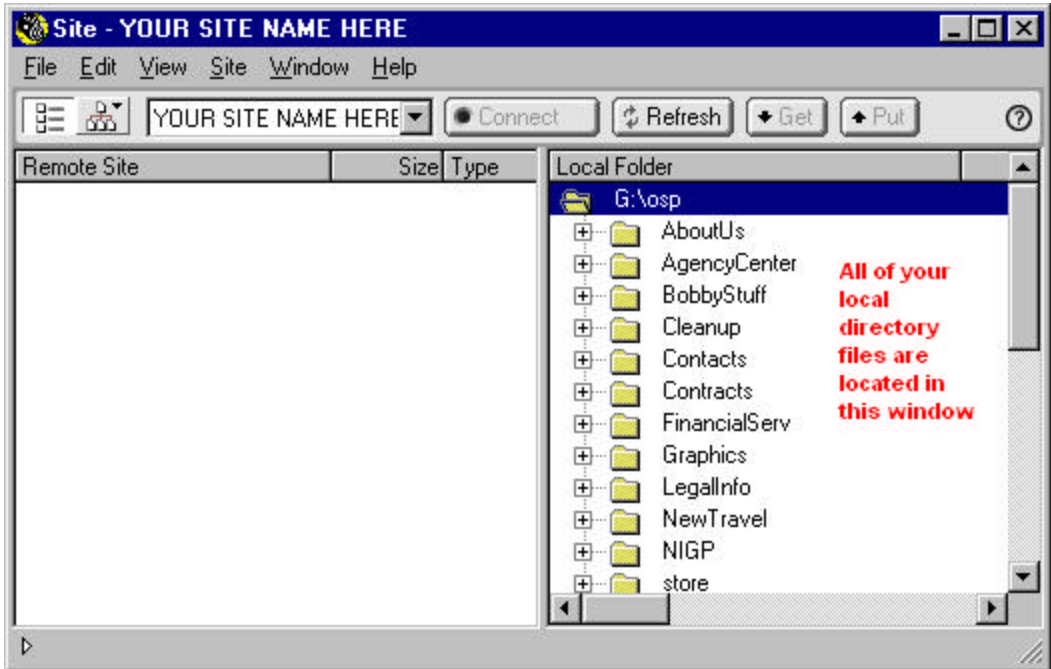 Site - YOUR SITE NAME HERE
File Edit View Site Window Help
YOUR SITE NAME HERE Connect Refresh Get Put ?
Remote Site Size Type Local Folder
G:\osp
AboutUs
AgencyCenter
BobbyStuff
Cleanup
Contacts
Contracts
FinancialServ
Graphics
LegalInfo
NewTravel
NIGP
store
All of your
local
directory
files are
located in
this window